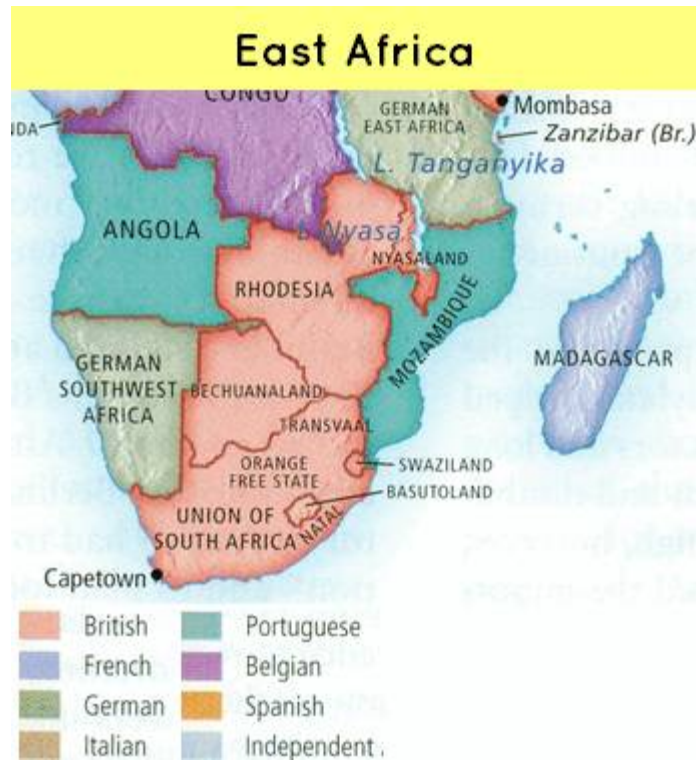 East Africa
CONGO
NDA
GERMAN
EAST AFRICA
Mombasa
Zanzibar (Br.)
L. Tanganyika
ANGOLA
L Nyasa
NYASALAND
RHODESIA
MOZAMBIQUE
MADAGASCAR
GERMAN
SOUTHWEST
AFRICA
BECHUANALAND
TRANSVAAL
ORANGE
FREE STATE
SWAZILAND
BASUTOLAND
UNION OF
SOUTH AFRICA
NATAL
Capetown
British
Portuguese
French
Belgian
German
Spanish
Italian
Independent